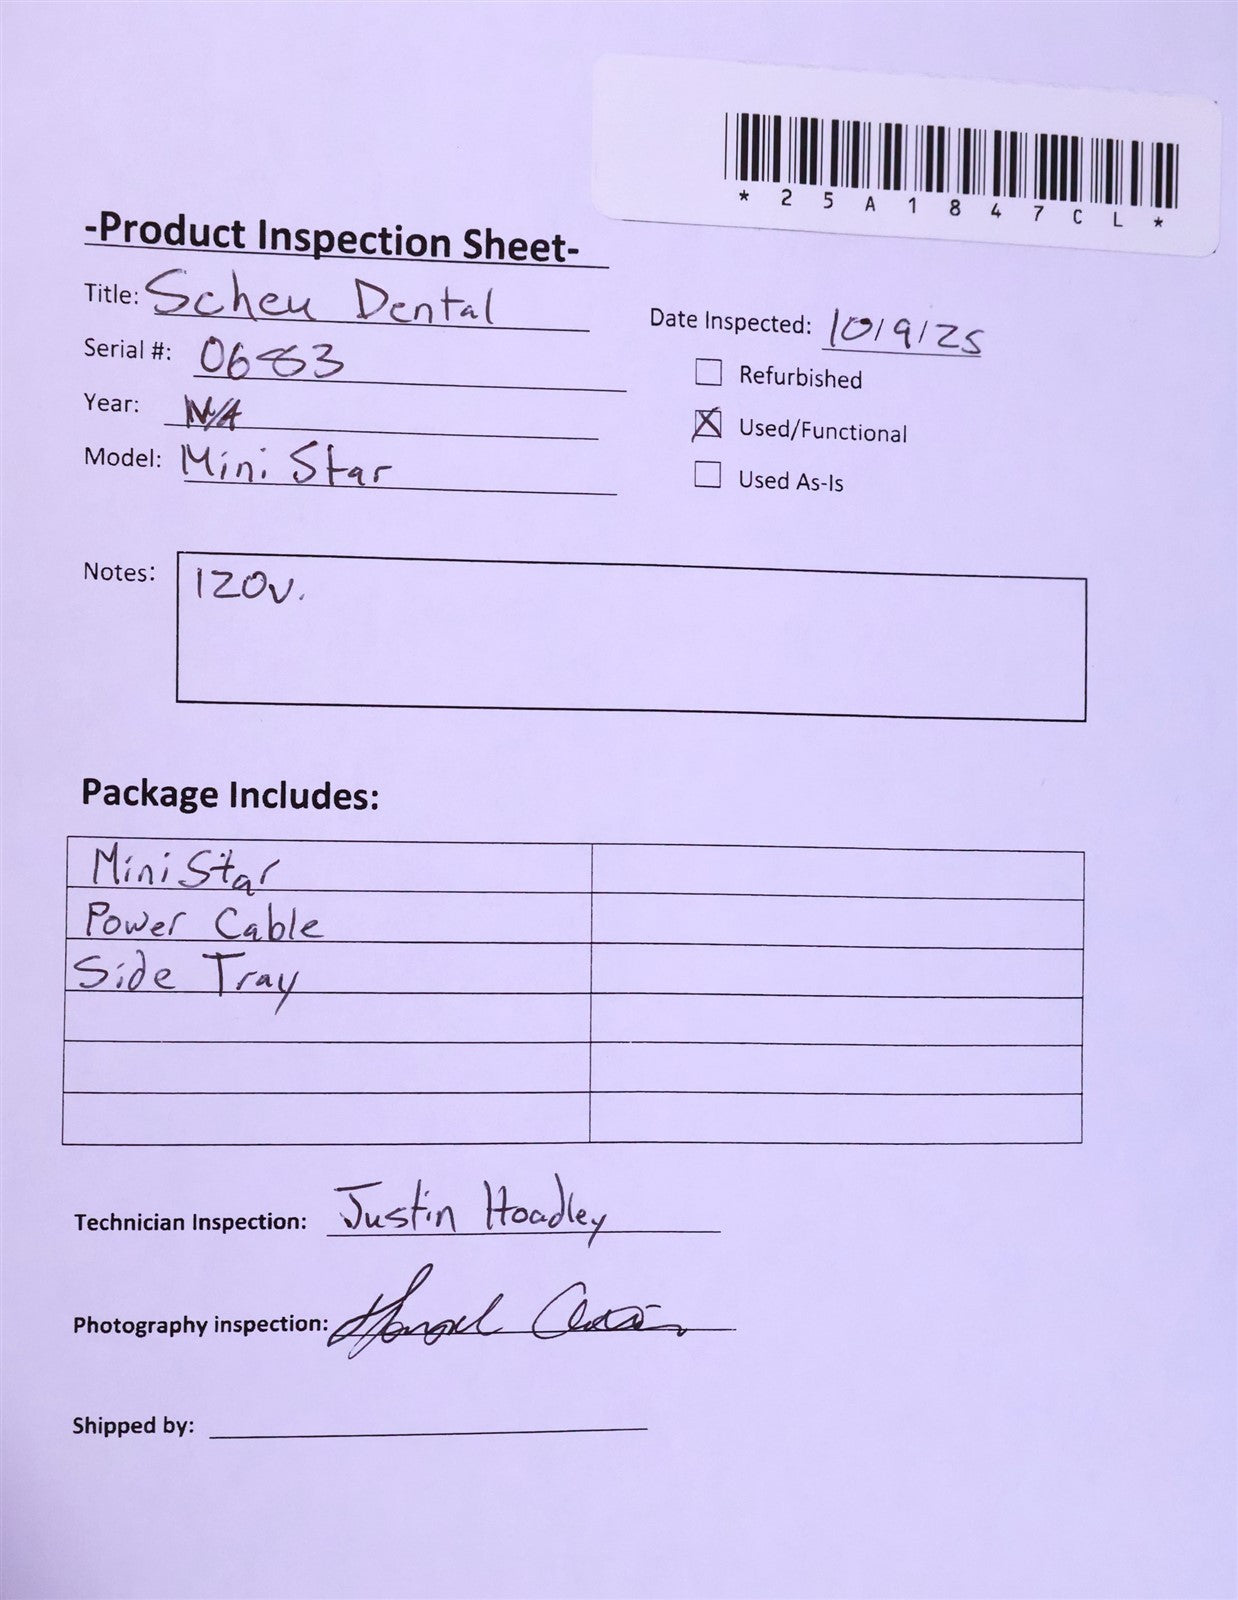 *25A1847CL*
-Product Inspection Sheet-
Title: Scheu Dental
Date Inspected: 10/9/25
Serial #:
Refurbished
Year: N/A
Used/Functional
Model: Mini Star
Used As-Is
Notes: 120v.
Package Includes:
Mini Star
Power Cable
Side Tray
Technician Inspection: Justin Hoadley
Photography inspection:
Shipped by: